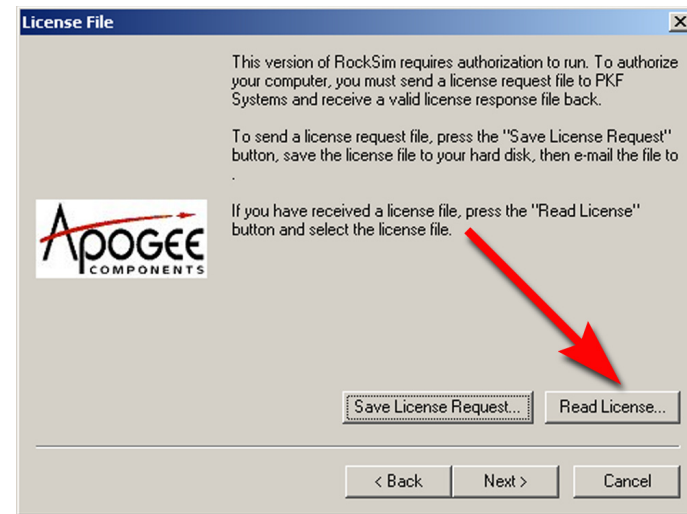 License File
This version of RockSim requires authorization to run. To authorize
your computer, you must send a license request file to PKF
Systems and receive a valid license response file back.
To send a license request file, press the "Save License Request"
button, save the license file to your hard disk, then e-mail the file to
.
If you have received a license file, press the "Read License"
button and select the license file.
APOGEE
COMPONENTS
Save License Request...
Read License...
< Back
Next >
Cancel